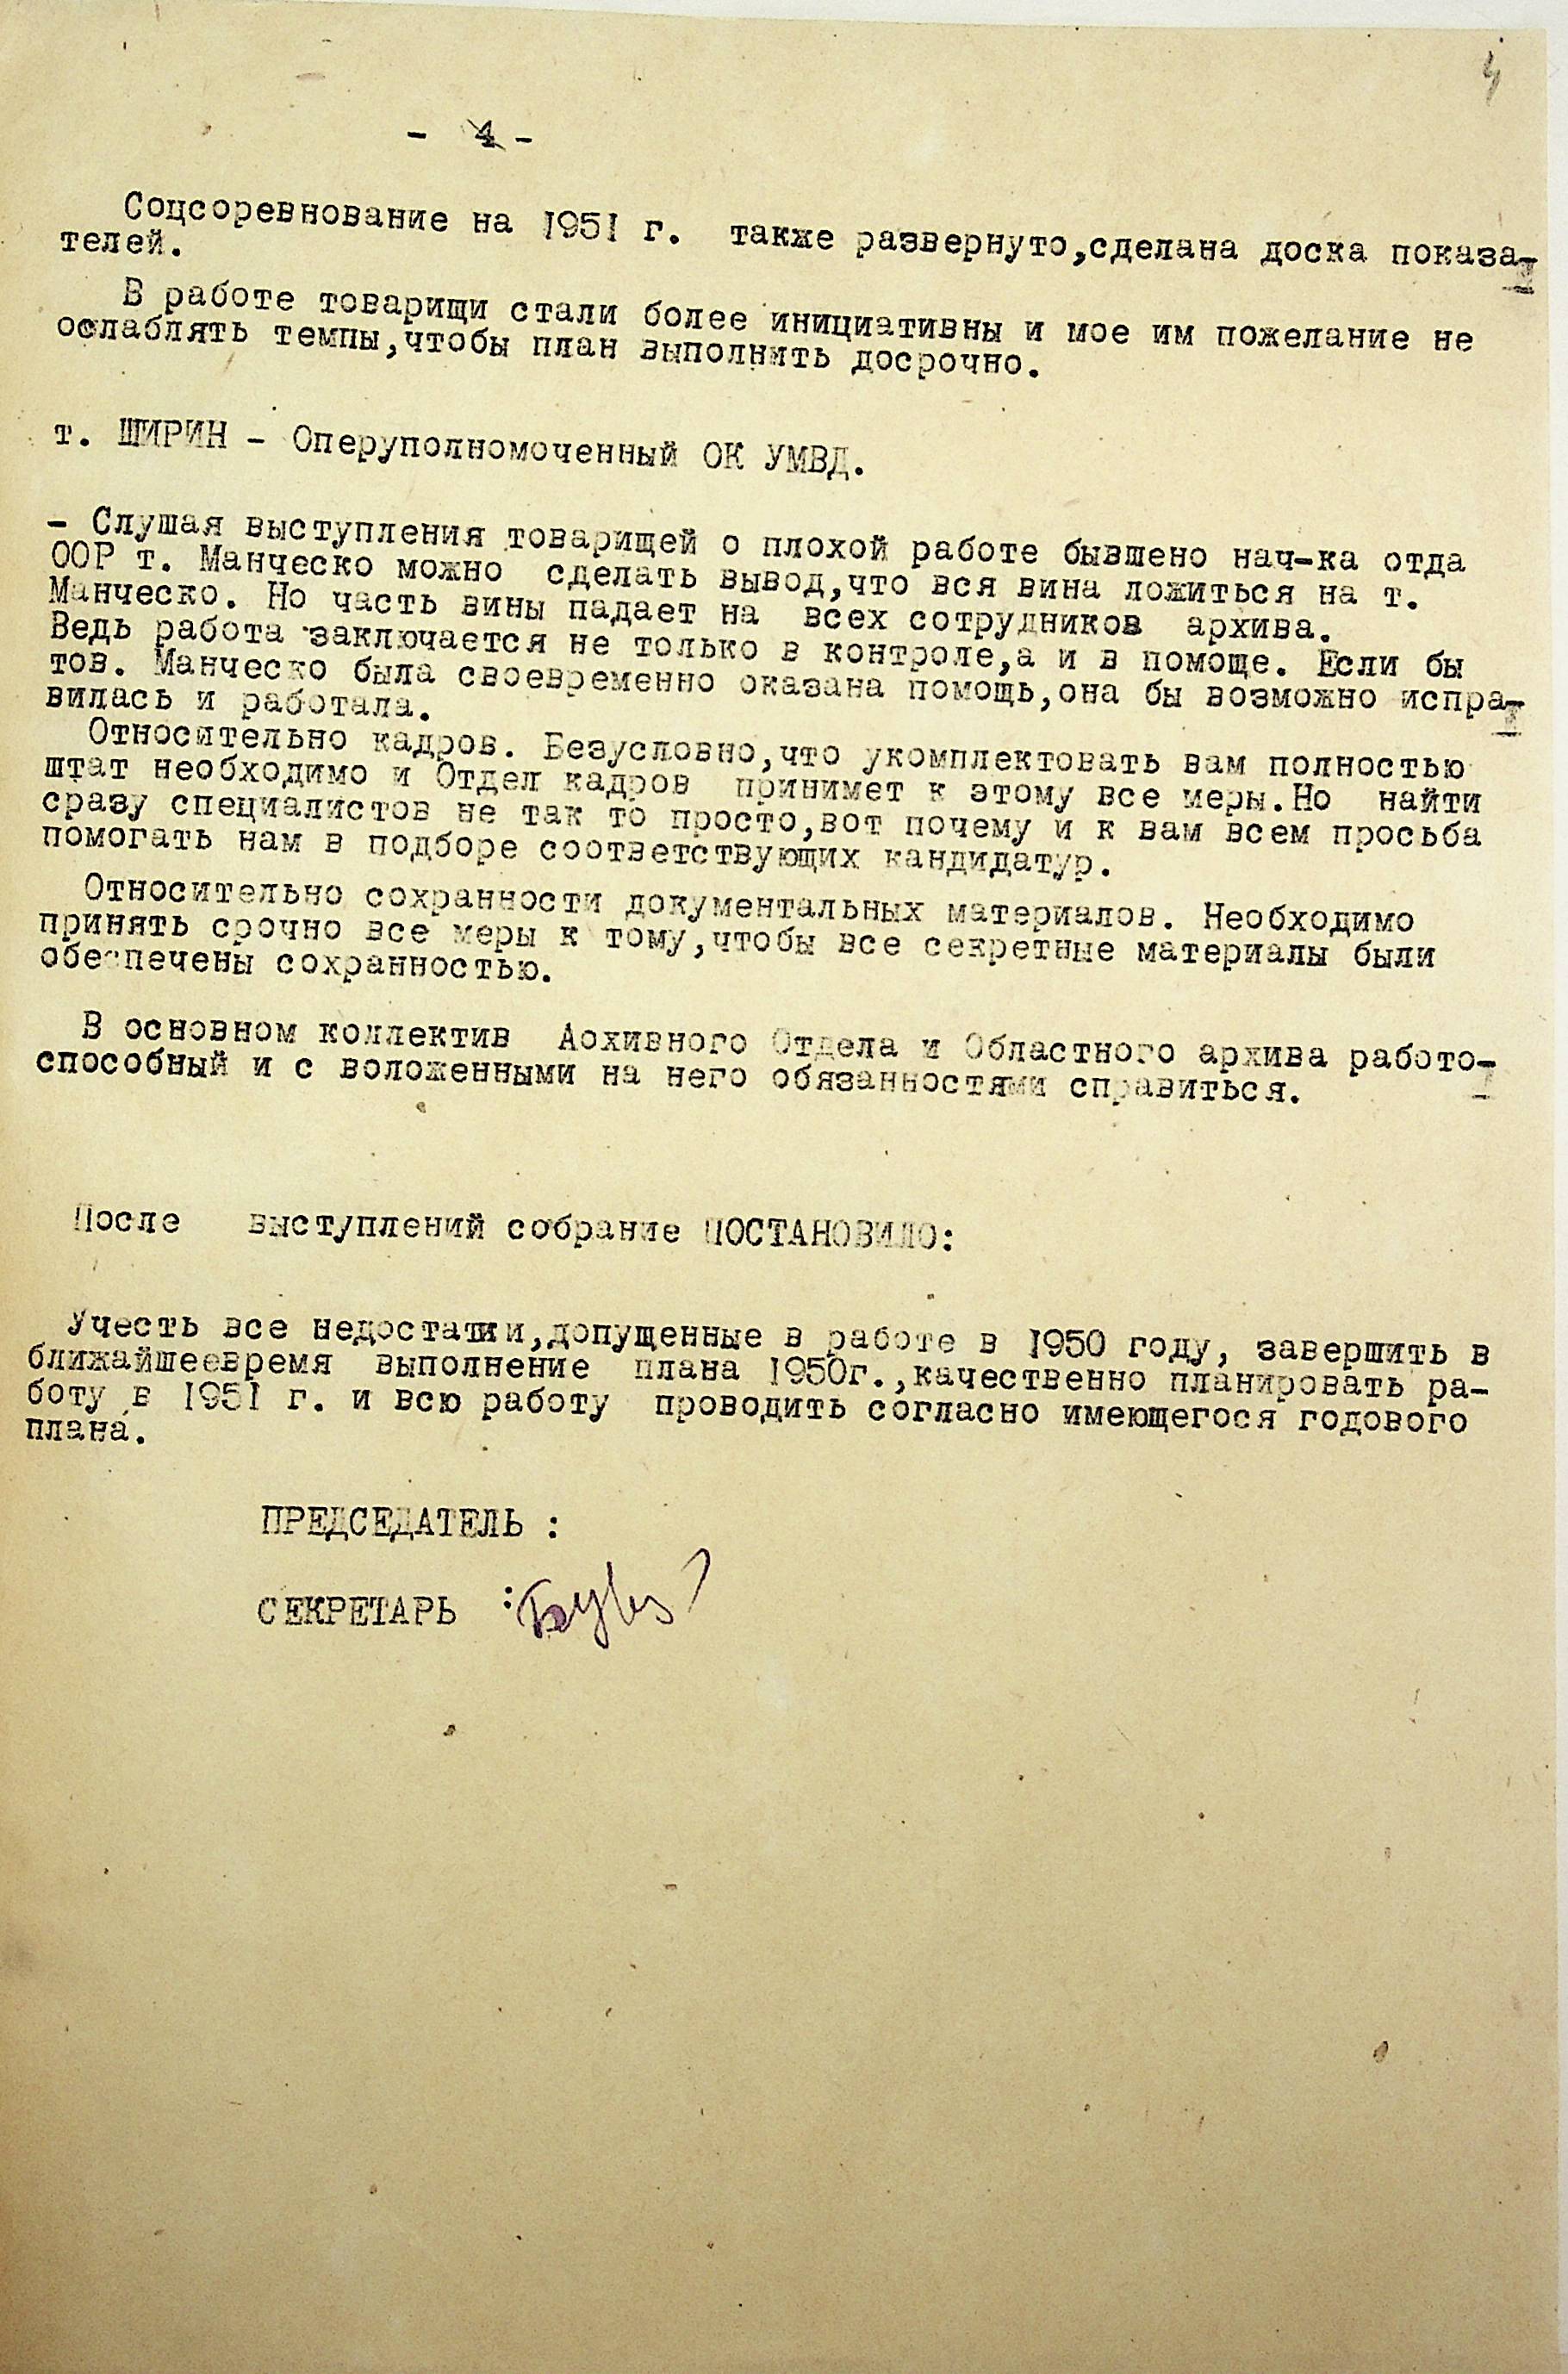 4
- 4 -
Соцсоревнование на 1951 г. также развернуто,сделана доска показа-
телей.
В работе товарищи стали более инициативны и мое им пожелание не
ослаблять темпы,чтобы план выполнить досрочно.
т. ШИРИН - Оперуполномоченный ОК УМВД.
- Слушая выступления товарищей о плохой работе бывшено нач-ка отда
ООР т. Манческо можно сделать вывод,что вся вина ложиться на т.
Манческо. Но часть вины падает на всех сотрудников архива.
Ведь работа заключается не только в контроле,а и в помоще. Если бы
тов. Манческо была своевременно оказана помощь,она бы возможно испра-
вилась и работала.
Относительно кадров. Безусловно,что укомплектовать вам полностью
штат необходимо и Отдел кадров принимет к этому все меры.Но найти
сразу специалистов не так то просто,вот почему и к вам всем просьба
помогать нам в подборе соответствующих кандидатур.
Относительно сохранности документальных материалов. Необходимо
принять срочно все меры к тому,чтобы все секретные материалы были
обеспечены сохранностью.
В основном коллектив Аохивного Отдела и Областного архива работо-
способный и с воложенными на него обязанностями справиться.
После выступлений собрание ПОСТАНОВИЛО:
Учесть все недостатки,допущенные в работе в 1950 году, завершить в
ближайшеевремя выполнение плана 1950г.,качественно планировать ра-
боту в 1951 г. и всю работу проводить согласно имеющегося годового
плана.
ПРЕДСЕДАТЕЛЬ :
СЕКРЕТАРЬ :